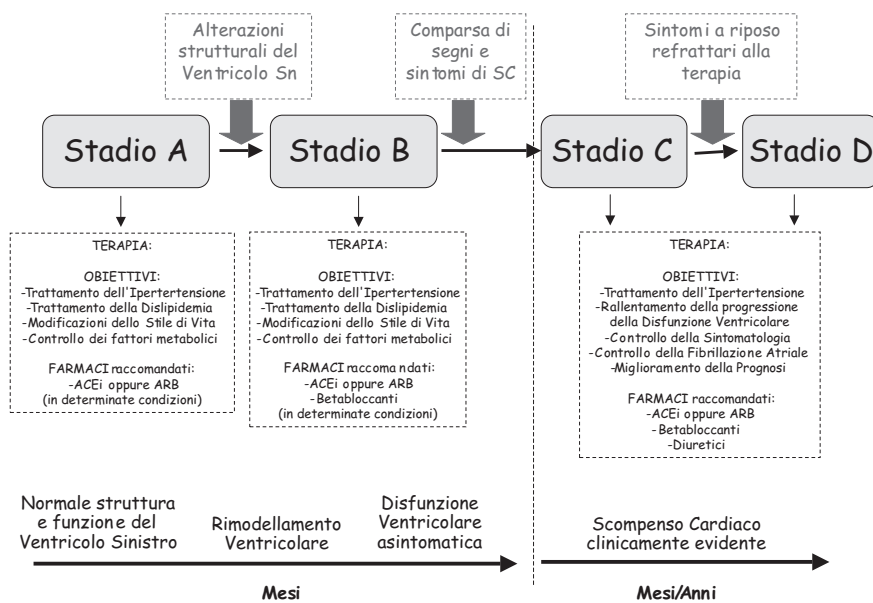 Alterazioni
strutturali del
Ventricolo Sn
Comparsa di
segni e
sintomi di SC
Sintomi a riposo
refrattari alla
terapia
Stadio A
Stadio B
Stadio C
Stadio D
TERAPIA:
OBIETTIVI:
-Trattamento dell'Ipertertensione
-Trattamento della Dislipidemia
-Modificazioni dello Stile di Vita
-Controllo dei fattori metabolici
FARMACI raccomandati:
-ACEi oppure ARB
(in determinate condizioni)
TERAPIA:
OBIETTIVI:
-Trattamento dell'Ipertertensione
-Trattamento della Dislipidemia
-Modificazioni dello Stile di Vita
-Controllo dei fattori metabolici
FARMACI raccomandati:
-ACEi oppure ARB
-Betabloccanti
(in determinate condizioni)
TERAPIA:
OBIETTIVI:
-Trattamento dell'Ipertertensione
-Rallentamento della progressione
della Disfunzione Ventricolare
-Controllo della Sintomatologia
-Controllo della Fibrillazione Atriale
-Miglioramento della Prognosi
FARMACI raccomandati:
-ACEi oppure ARB
-Betabloccanti
-Diuretici
Normale struttura
e funzione del
Ventricolo Sinistro
Rimodellamento
Ventricolare
Disfunzione
Ventricolare
asintomatica
Scompenso Cardiaco
clinicamente evidente
Mesi
Mesi/Anni